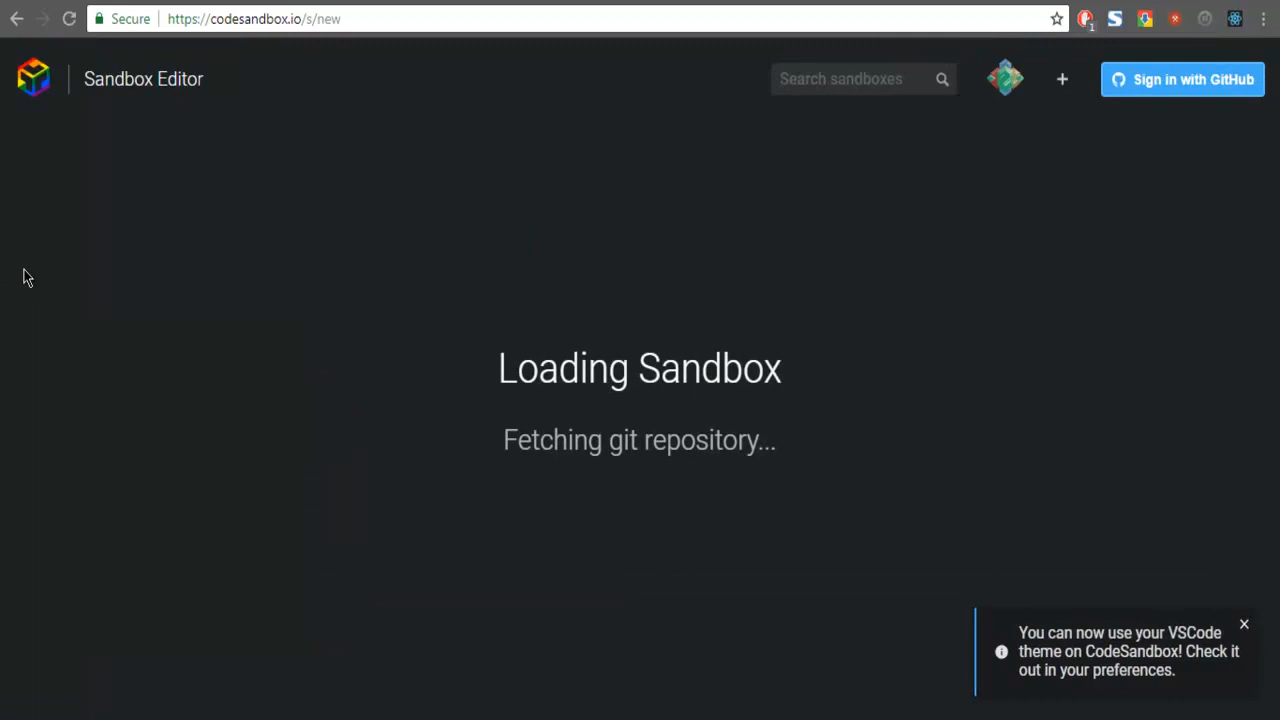 Secure
https://codesandbox.io/s/new
1
Sandbox Editor
Search sandboxes
+
Sign in with GitHub
Loading Sandbox
Fetching git repository...
You can now use your VSCode
theme on CodeSandbox! Check it
out in your preferences.